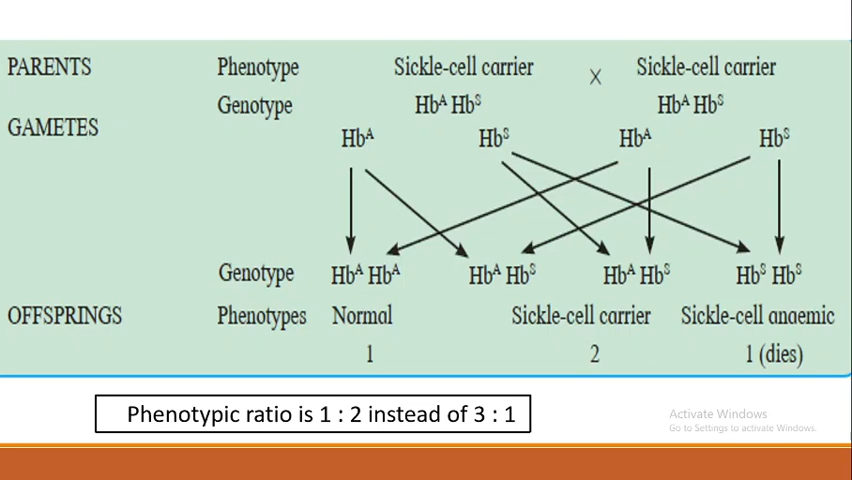 PARENTS Phenotype Sickle-cell carrier × Sickle-cell carrier
Genotype Hbᴬ Hbˢ Hbᴬ Hbˢ
GAMETES
Hbᴬ Hbˢ Hbᴬ Hbˢ
Genotype Hbᴬ Hbᴬ Hbᴬ Hbˢ Hbᴬ Hbˢ Hbˢ Hbˢ
OFFSPRINGS Phenotypes Normal Sickle-cell carrier Sickle-cell anaemic
1 2 1 (dies)
Phenotypic ratio is 1 : 2 instead of 3 : 1
Activate Windows
Go to Settings to activate Windows.